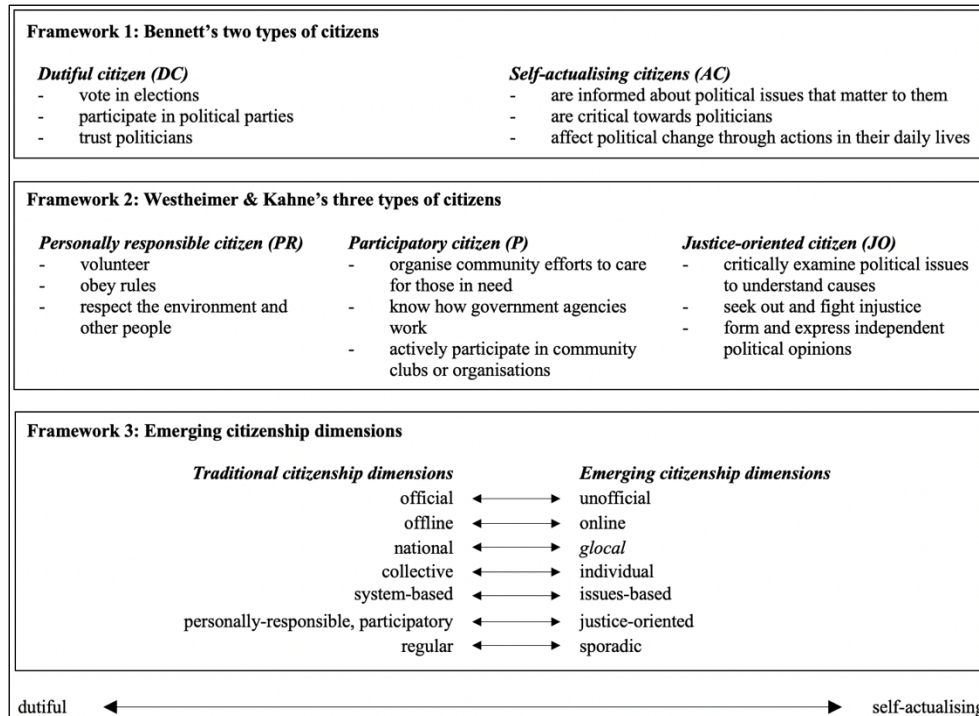 Framework 1: Bennett's two types of citizens
Dutiful citizen (DC)
- vote in elections
- participate in political parties
- trust politicians
Self-actualising citizens (AC)
- are informed about political issues that matter to them
- are critical towards politicians
- affect political change through actions in their daily lives
Framework 2: Westheimer & Kahne's three types of citizens
Personally responsible citizen (PR)
- volunteer
- obey rules
- respect the environment and
other people
Participatory citizen (P)
- organise community efforts to care
for those in need
- know how government agencies
work
- actively participate in community
clubs or organisations
Justice-oriented citizen (JO)
- critically examine political issues
to understand causes
- seek out and fight injustice
- form and express independent
political opinions
Framework 3: Emerging citizenship dimensions
Traditional citizenship dimensions Emerging citizenship dimensions
official unofficial
offline online
national glocal
collective individual
system-based issues-based
personally-responsible, participatory justice-oriented
regular sporadic
dutiful self-actualising